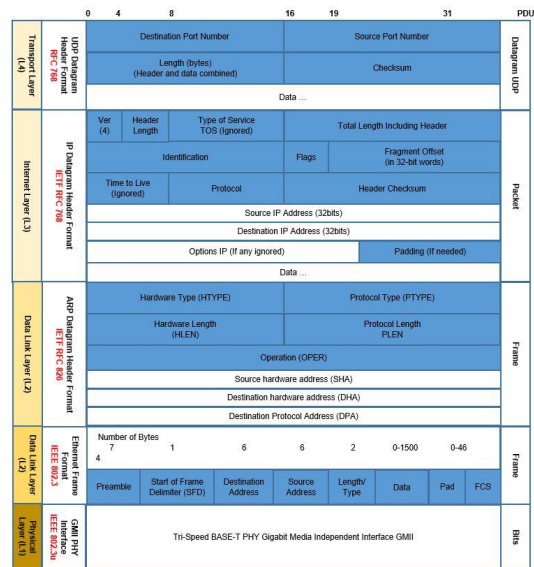 0 4 8 16 19 31 PDU
Transport Layer
(L4)
UDP Datagram
Header Format
RFC 768
Destination Port Number
Source Port Number
Length (bytes)
(Header and data combined)
Checksum
Data ...
Datagram UDP
Internet Layer (L3)
IP Datagram Header Format
IETF RFC 768
Ver
(4)
Header
Length
Type of Service
TOS (Ignored)
Total Length Including Header
Identification
Flags
Fragment Offset
(in 32-bit words)
Time to Live
(Ignored)
Protocol
Header Checksum
Source IP Address (32bits)
Destination IP Address (32bits)
Options IP (If any ignored)
Padding (If needed)
Data ...
Packet
Data Link Layer (L2)
ARP Datagram Header Format
IETF RFC 826
Hardware Type (HTYPE)
Protocol Type (PTYPE)
Hardware Length
(HLEN)
Protocol Length
PLEN
Operation (OPER)
Source hardware address (SHA)
Destination hardware address (DHA)
Destination Protocol Address (DPA)
Frame
Data Link Layer
(L2)
Ethernet Frame
Format
IEEE 802.3
Number of Bytes
7 1 6 6 2 0-1500 0-46
4
Preamble
Start of Frame
Delimiter (SFD)
Destination
Address
Source
Address
Length/
Type
Data
Pad
FCS
Frame
Physical
Layer (L1)
GMII PHY
Interface
IEEE 802.3u
Tri-Speed BASE-T PHY Gigabit Media Independent Interface GMII
Bits